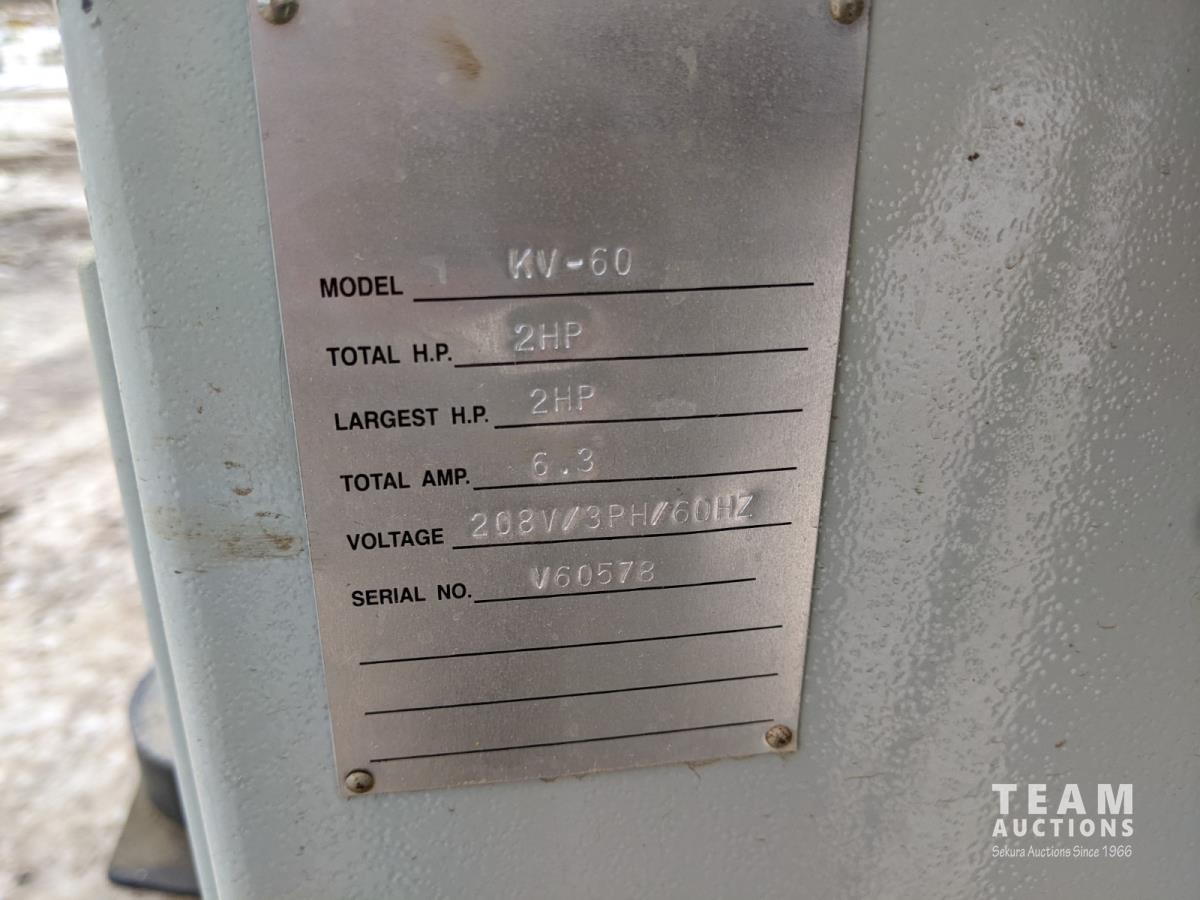 MODEL KV-60
TOTAL H.P. 2HP
LARGEST H.P. 2HP
TOTAL AMP. 6.3
VOLTAGE 208V/3PH/60HZ
SERIAL NO. V60578
TEAM
AUCTIONS
Sekura Auctions Since 1966